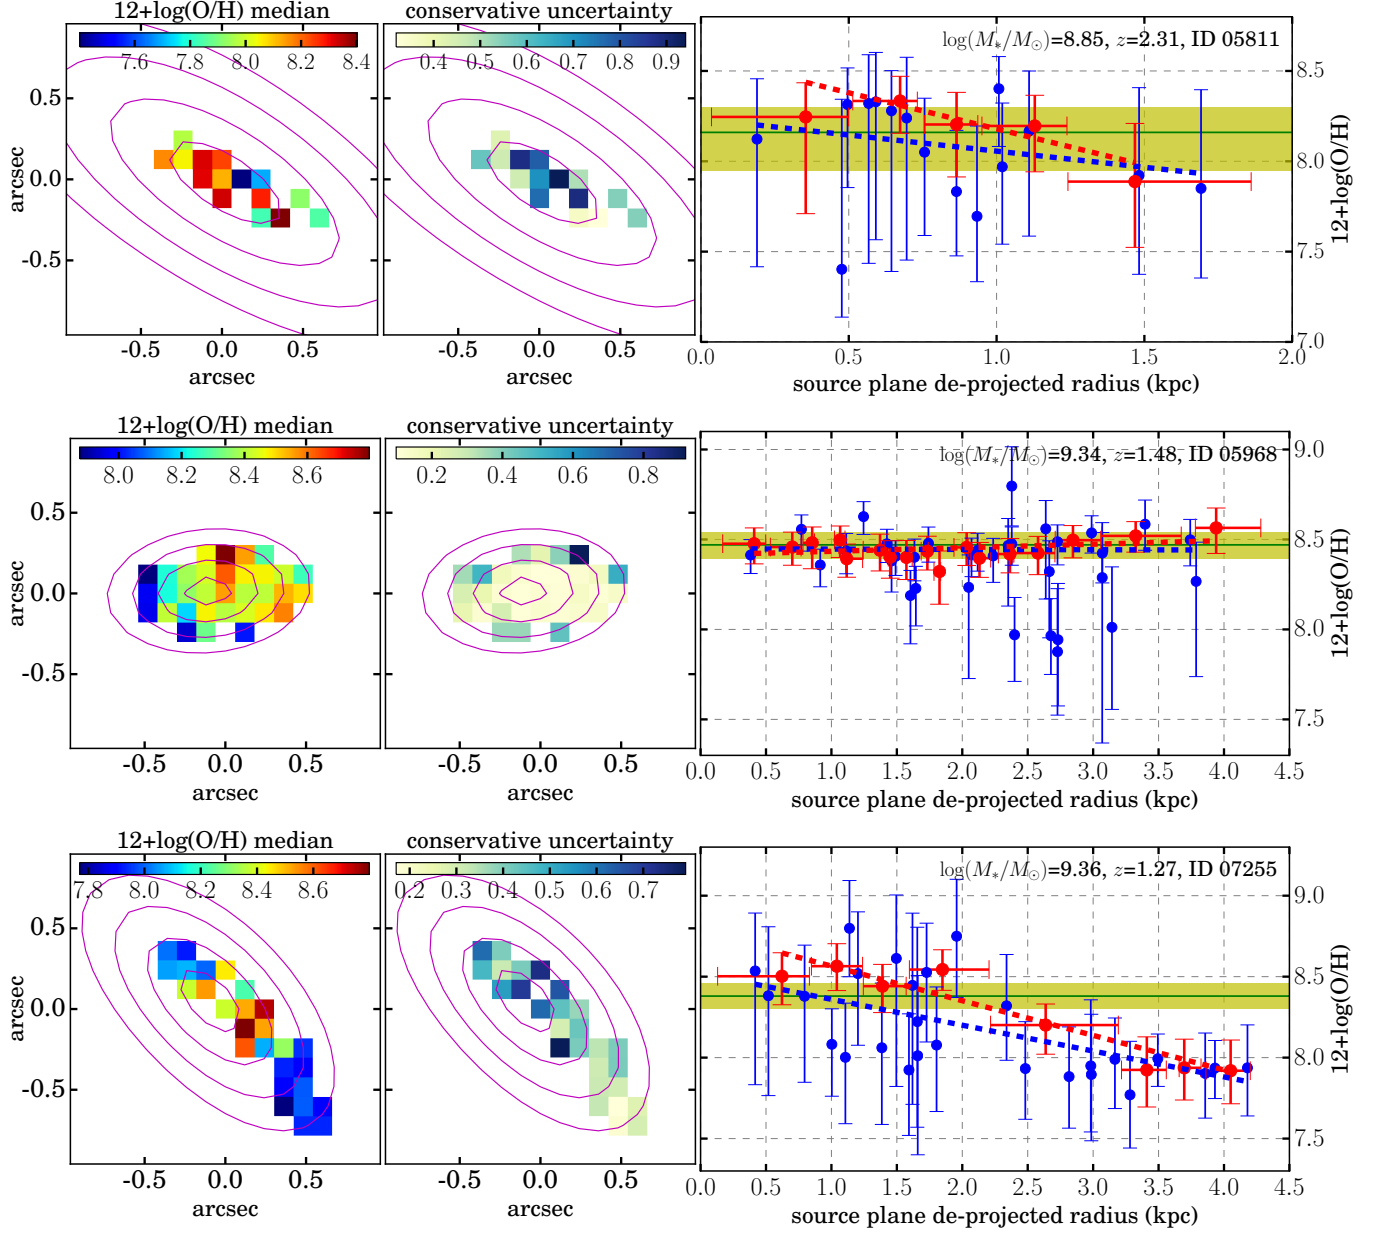 12+log(O/H) median
conservative uncertainty
7.6 7.8 8.0 8.2 8.4
0.4 0.5 0.6 0.7 0.8 0.9
log(M*/M⊙)=8.85, z=2.31, ID 05811
0.5
0.0
-0.5
arcsec
-0.5 0.0 0.5
arcsec
-0.5 0.0 0.5
arcsec
8.5
8.0
7.5
7.0
12+log(O/H)
0.0 0.5 1.0 1.5 2.0
source plane de-projected radius (kpc)
12+log(O/H) median
conservative uncertainty
8.0 8.2 8.4 8.6
0.2 0.4 0.6 0.8
log(M*/M⊙)=9.34, z=1.48, ID 05968
0.5
0.0
-0.5
arcsec
-0.5 0.0 0.5
arcsec
-0.5 0.0 0.5
arcsec
9.0
8.5
8.0
7.5
12+log(O/H)
0.0 0.5 1.0 1.5 2.0 2.5 3.0 3.5 4.0 4.5
source plane de-projected radius (kpc)
12+log(O/H) median
conservative uncertainty
7.8 8.0 8.2 8.4 8.6
0.2 0.3 0.4 0.5 0.6 0.7
log(M*/M⊙)=9.36, z=1.27, ID 07255
0.5
0.0
-0.5
arcsec
-0.5 0.0 0.5
arcsec
-0.5 0.0 0.5
arcsec
9.0
8.5
8.0
7.5
12+log(O/H)
0.0 0.5 1.0 1.5 2.0 2.5 3.0 3.5 4.0 4.5
source plane de-projected radius (kpc)